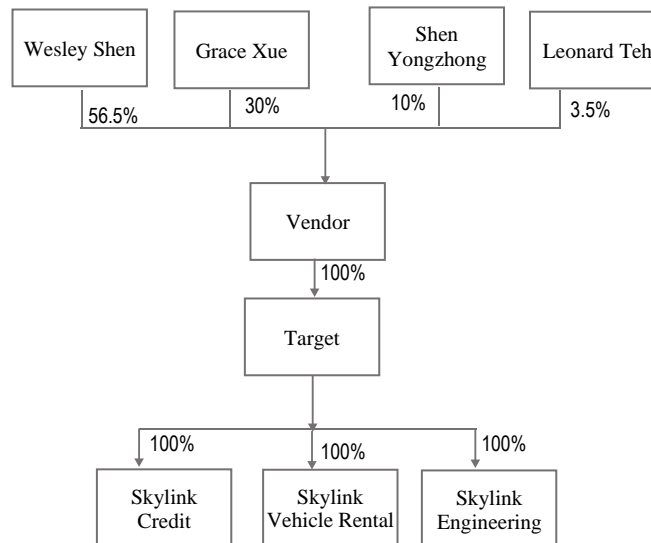 Wesley Shen
Grace Xue
Shen
Yongzhong
Leonard Teh
56.5%
30%
10%
3.5%
Vendor
100%
Target
100%
100%
100%
Skylink
Credit
Skylink
Vehicle Rental
Skylink
Engineering